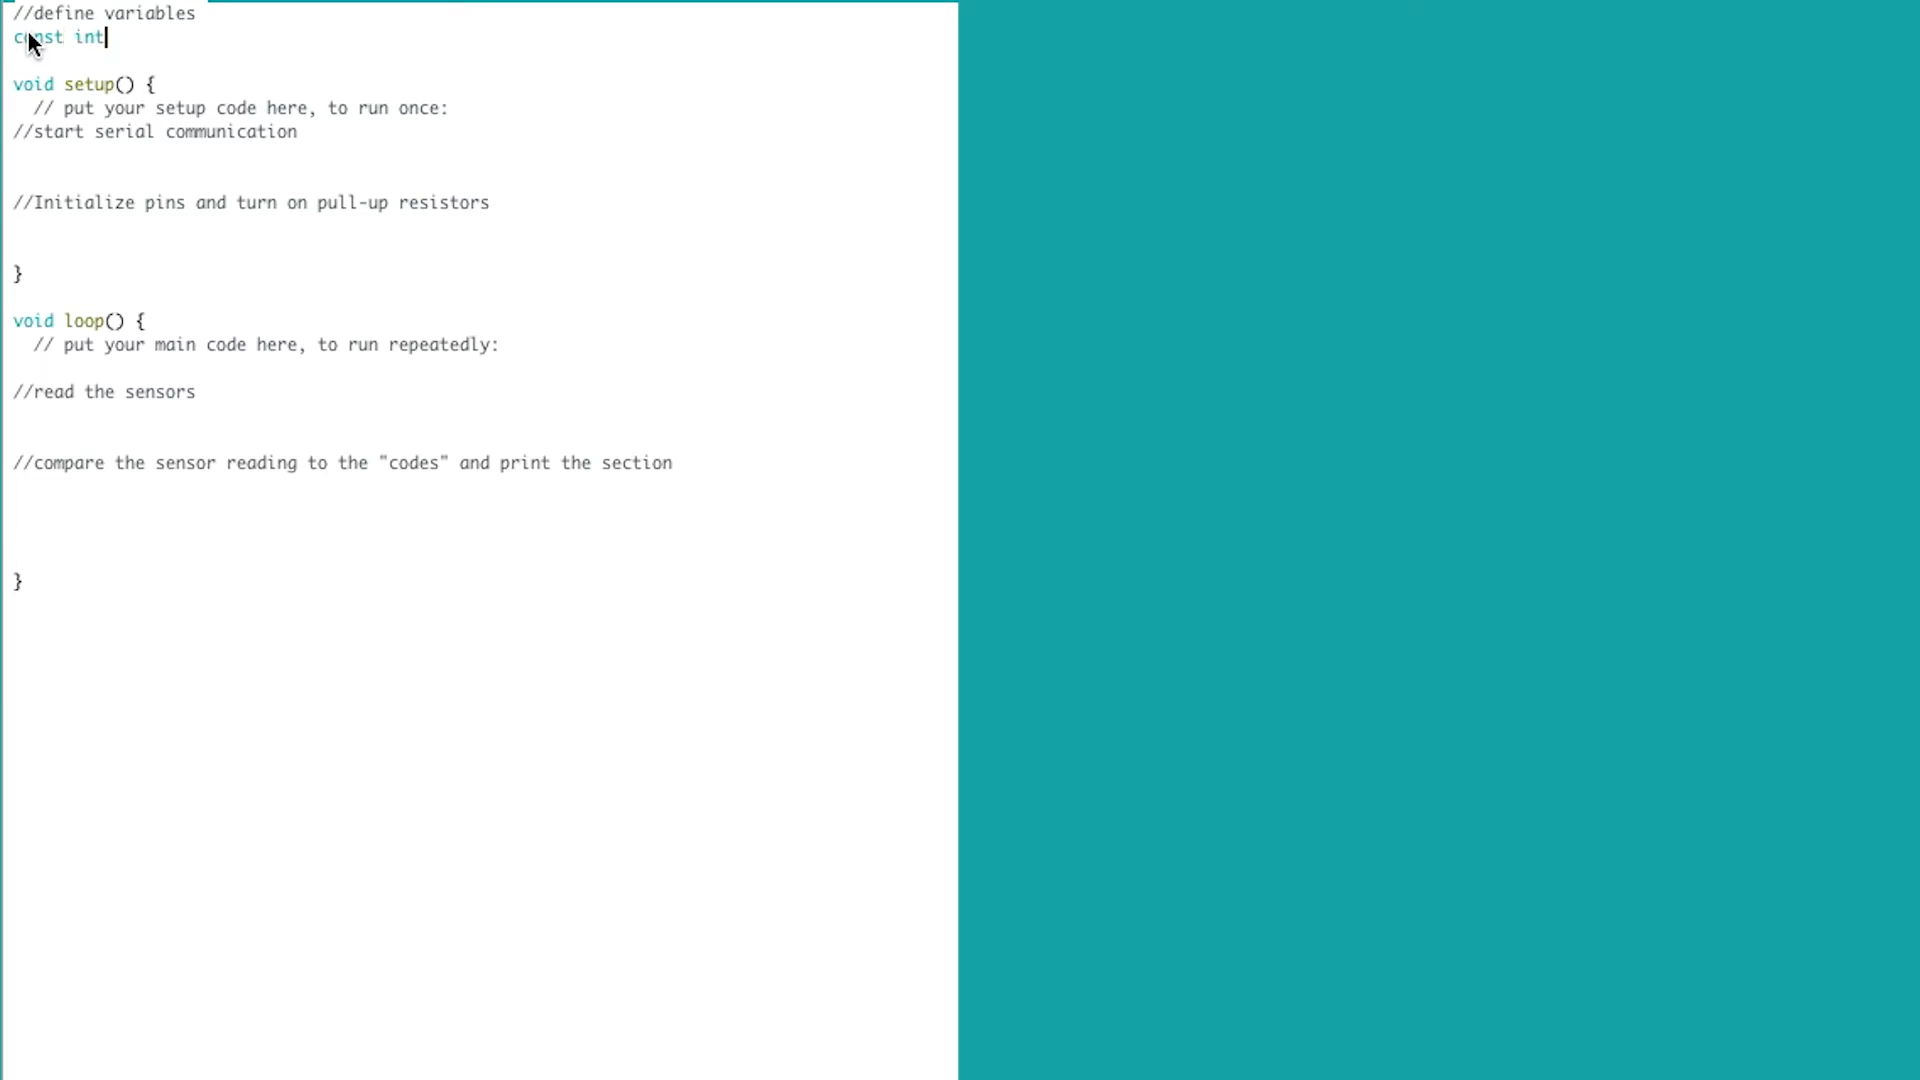 //define variables
const int
void setup() {
// put your setup code here, to run once:
//start serial communication
//Initialize pins and turn on pull-up resistors
}
void loop() {
// put your main code here, to run repeatedly:
//read the sensors
//compare the sensor reading to the "codes" and print the section
}